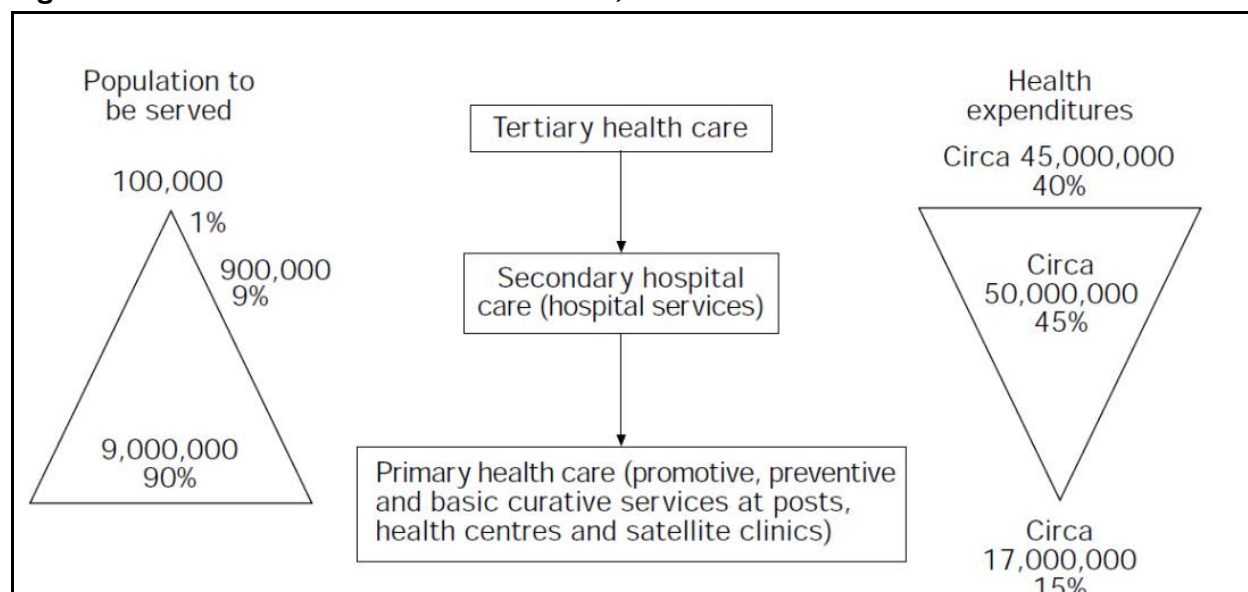 Population to
be served
100,000
1%
900,000
9%
9,000,000
90%
Tertiary health care
Secondary hospital
care (hospital services)
Primary health care (promotive, preventive
and basic curative services at posts,
health centres and satellite clinics)
Health
expenditures
Circa 45,000,000
40%
Circa
50,000,000
45%
Circa
17,000,000
15%